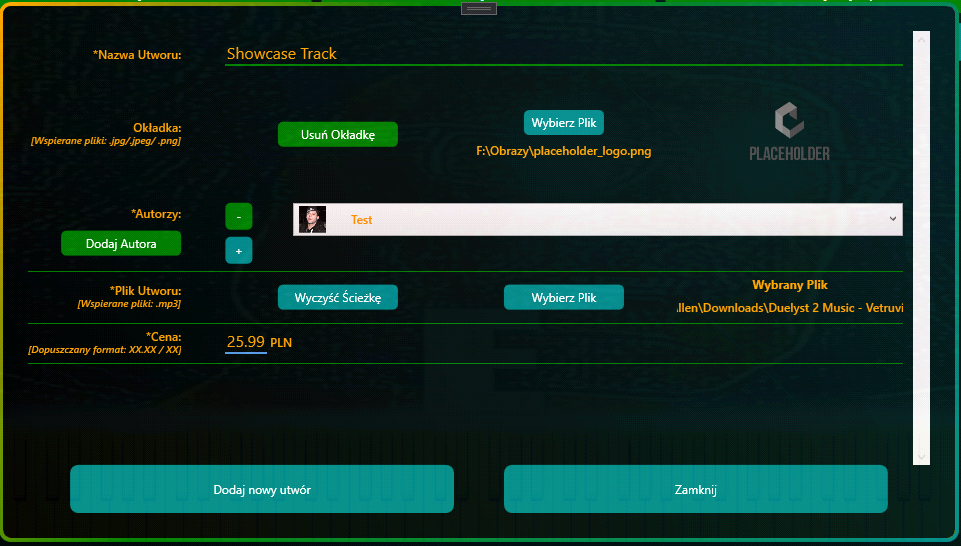 *Nazwa Utworu:
Showcase Track
Okładka:
[Wspierane pliki: .jpg/.jpeg/ .png]
Usuń Okładkę
Wybierz Plik
F:\Obrazy\placeholder_logo.png
PLACEHOLDER
*Autorzy:
Dodaj Autora
-
+
Test
*Plik Utworu:
[Wspierane pliki: .mp3]
Wyczyść Ścieżkę
Wybierz Plik
Wybrany Plik
llen\Downloads\Duelyst 2 Music - Vetruvi
*Cena:
[Dopuszczany format: XX.XX / XX]
25.99 PLN
Dodaj nowy utwór
Zamknij